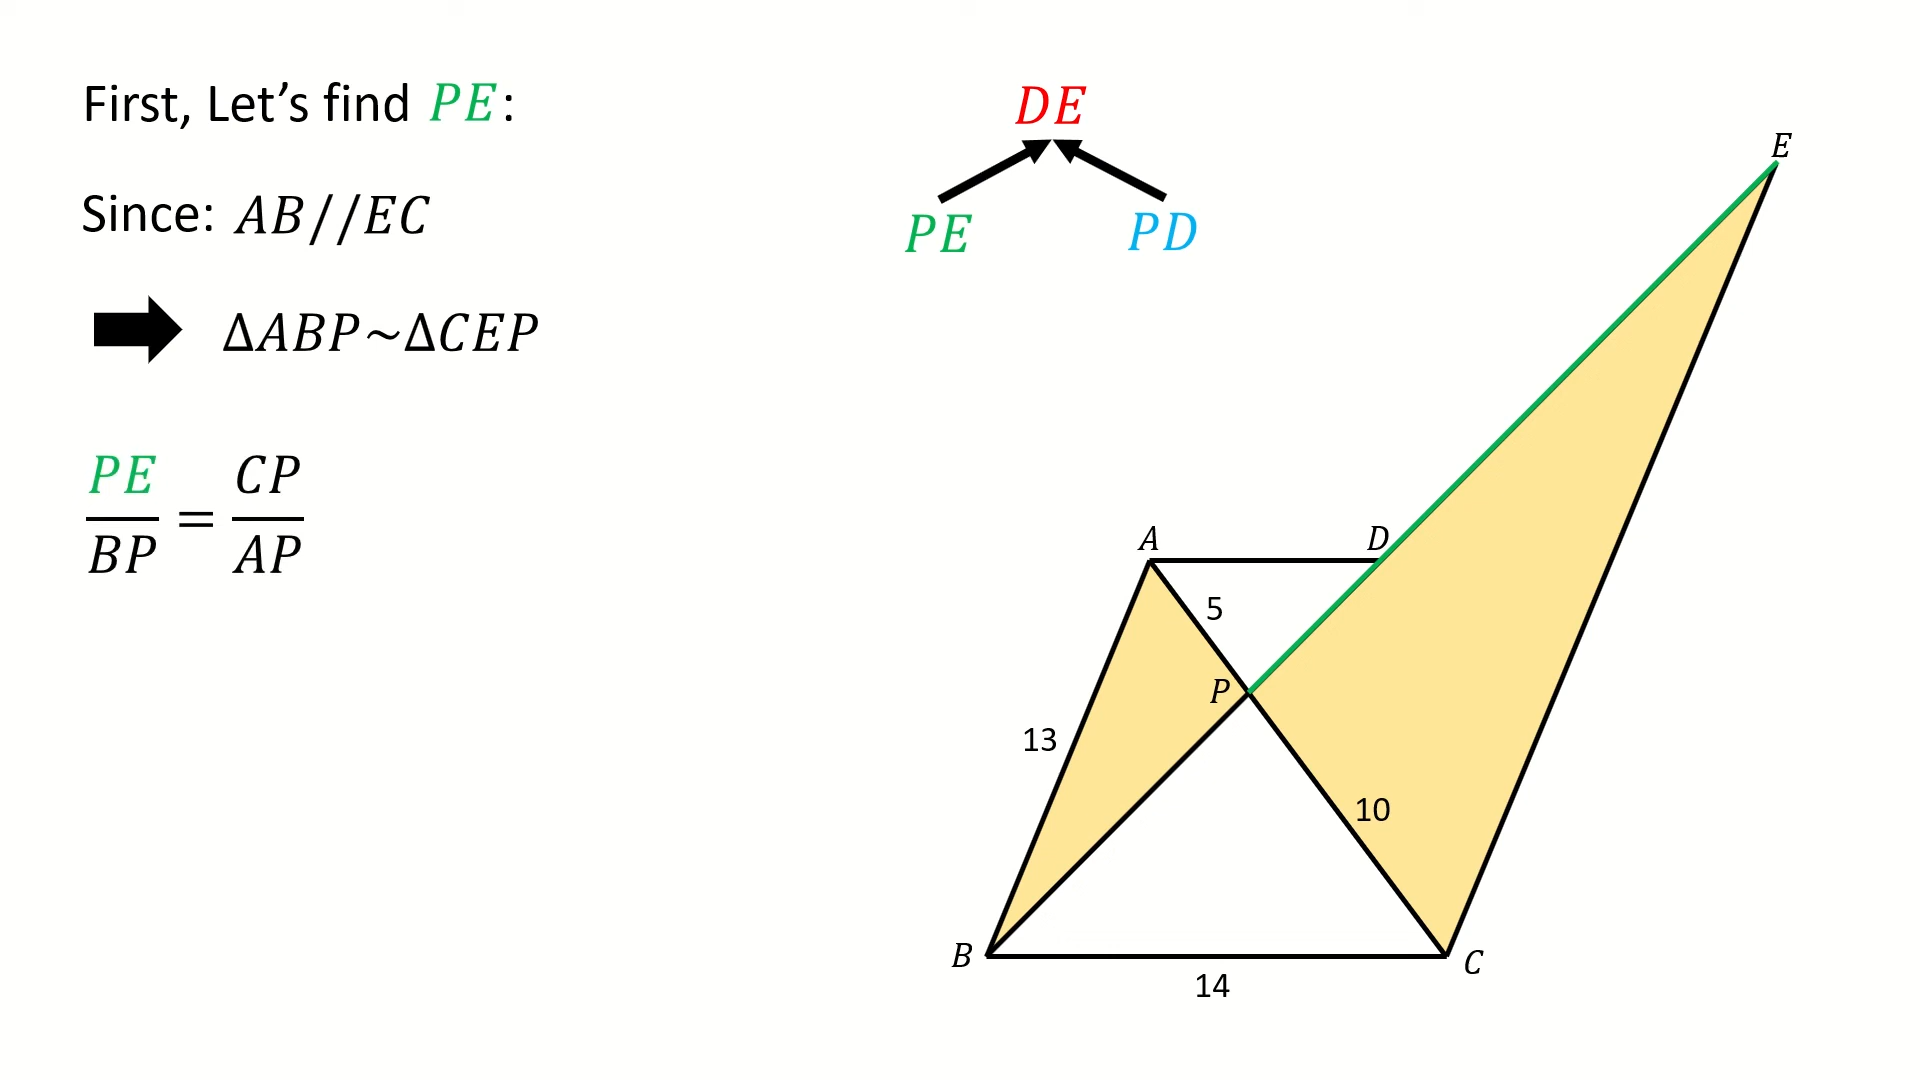 First, Let’s find PE:
Since: AB//EC
ΔABP~ΔCEP
PE/BP = CP/AP
DE
PE PD
E
A D
5
P
13
10
B C
14